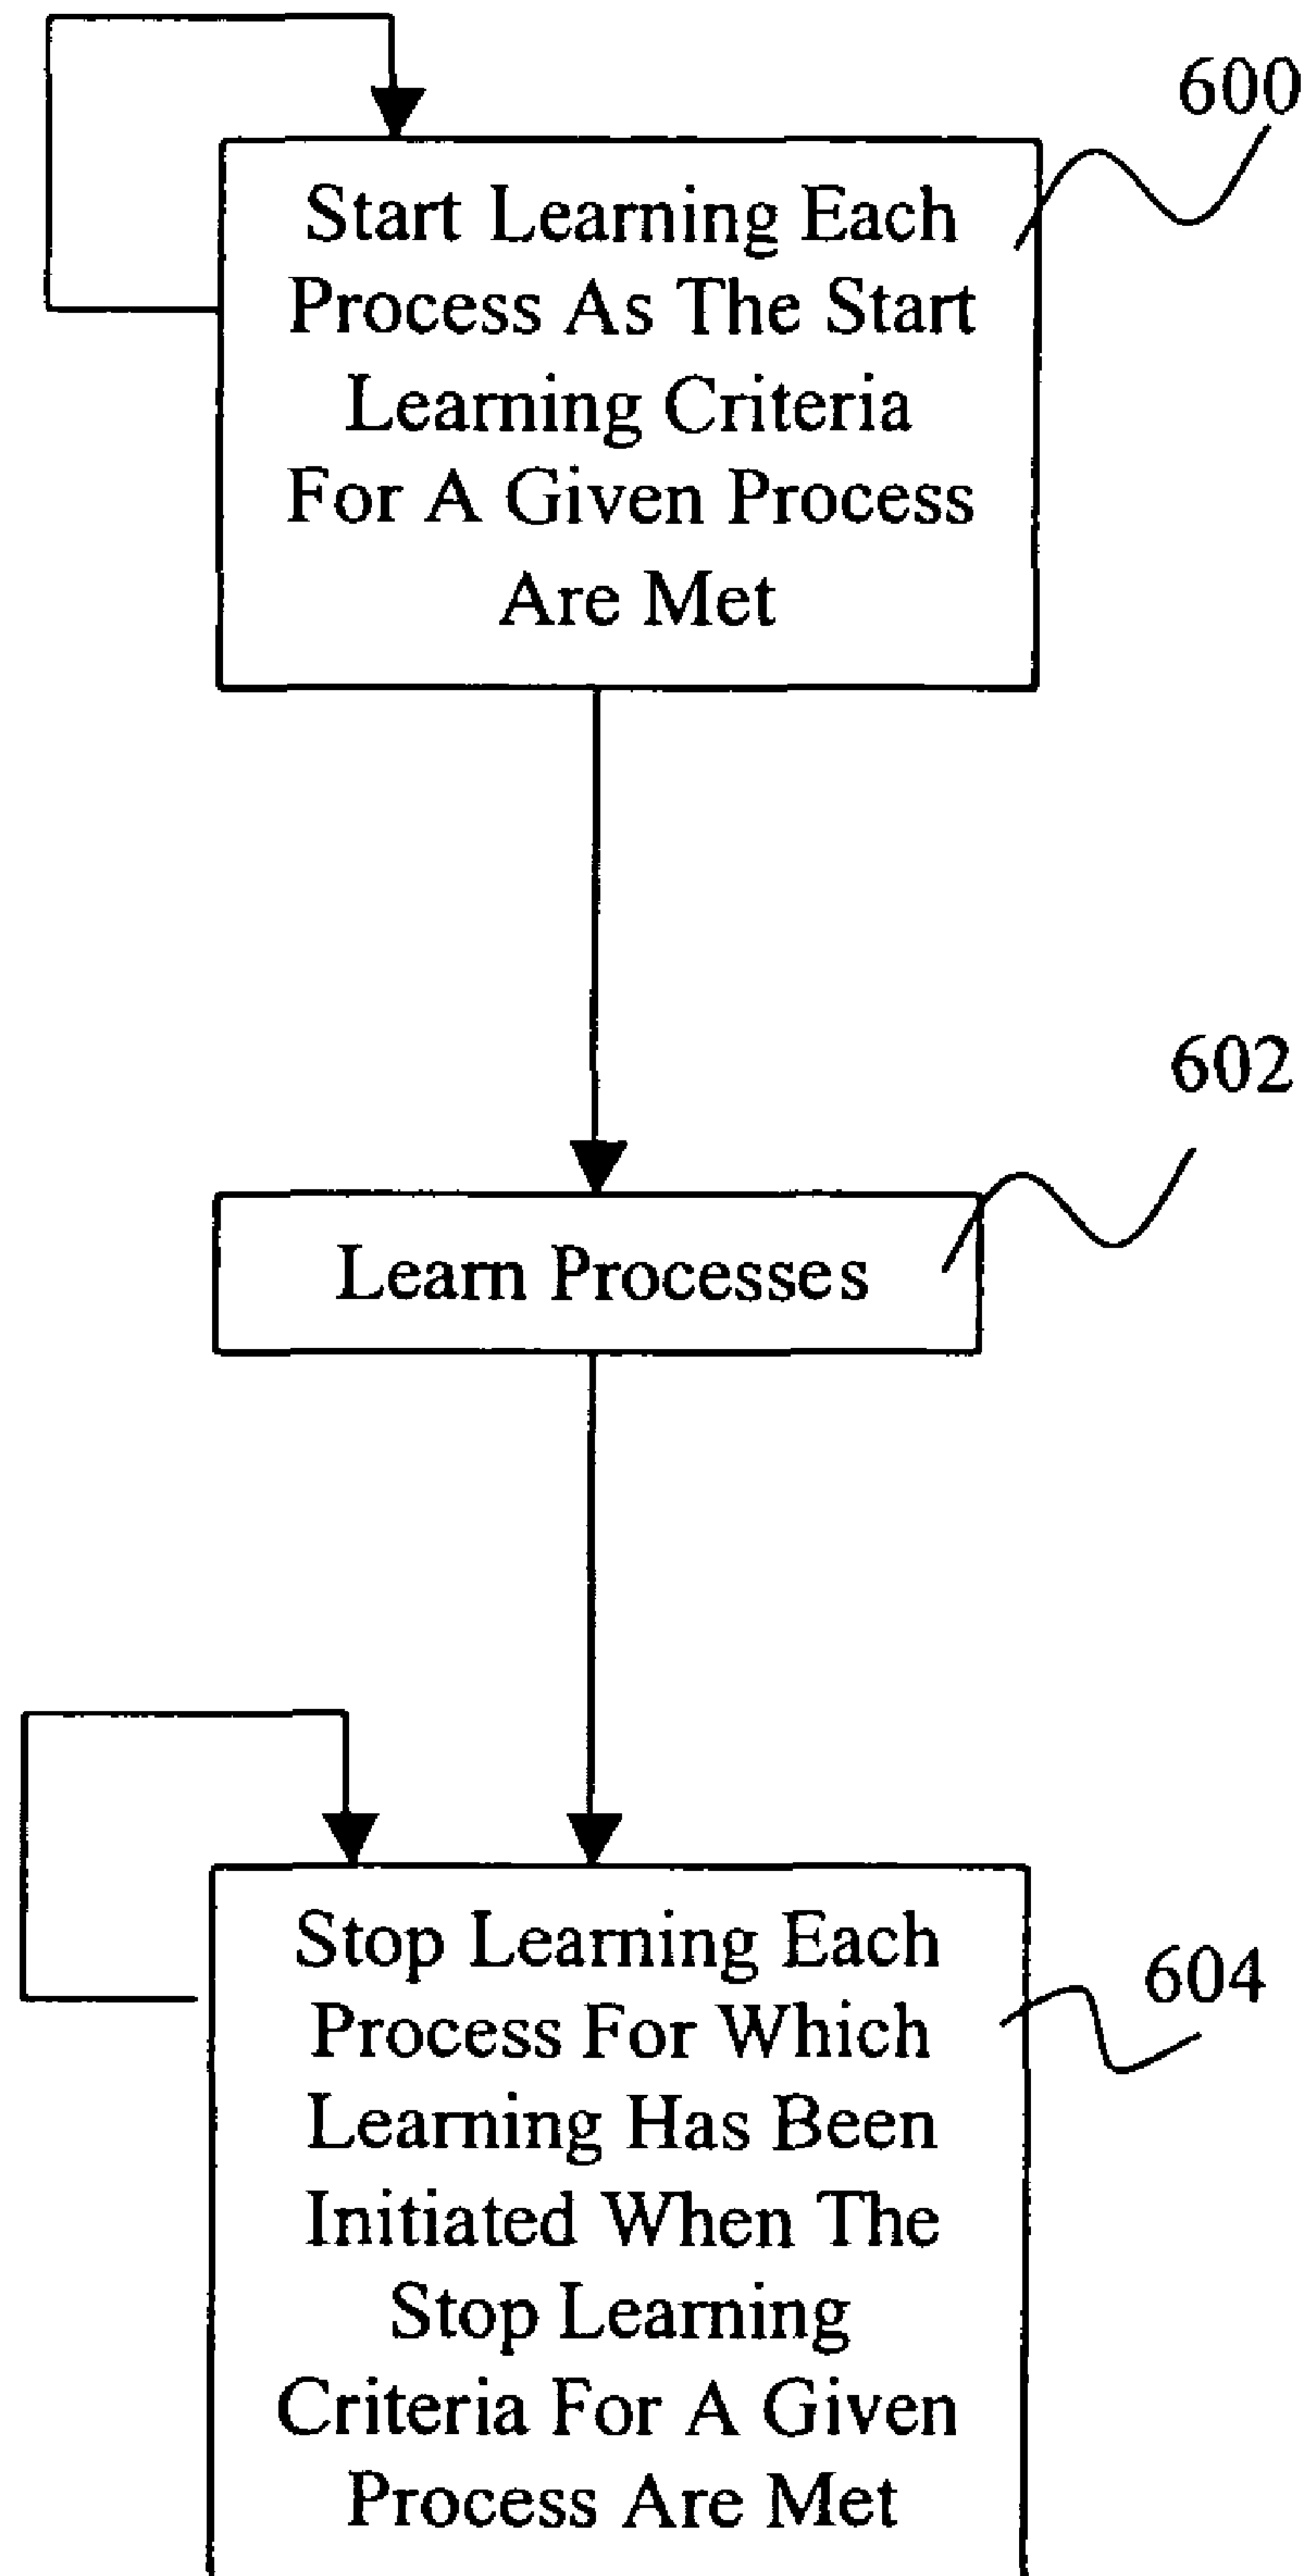 600
Start Learning Each
Process As The Start
Learning Criteria
For A Given Process
Are Met
602
Learn Processes
Stop Learning Each
604
Process For Which
Learning Has Been
Initiated When The
Stop Learning
Criteria For A Given
Process Are Met